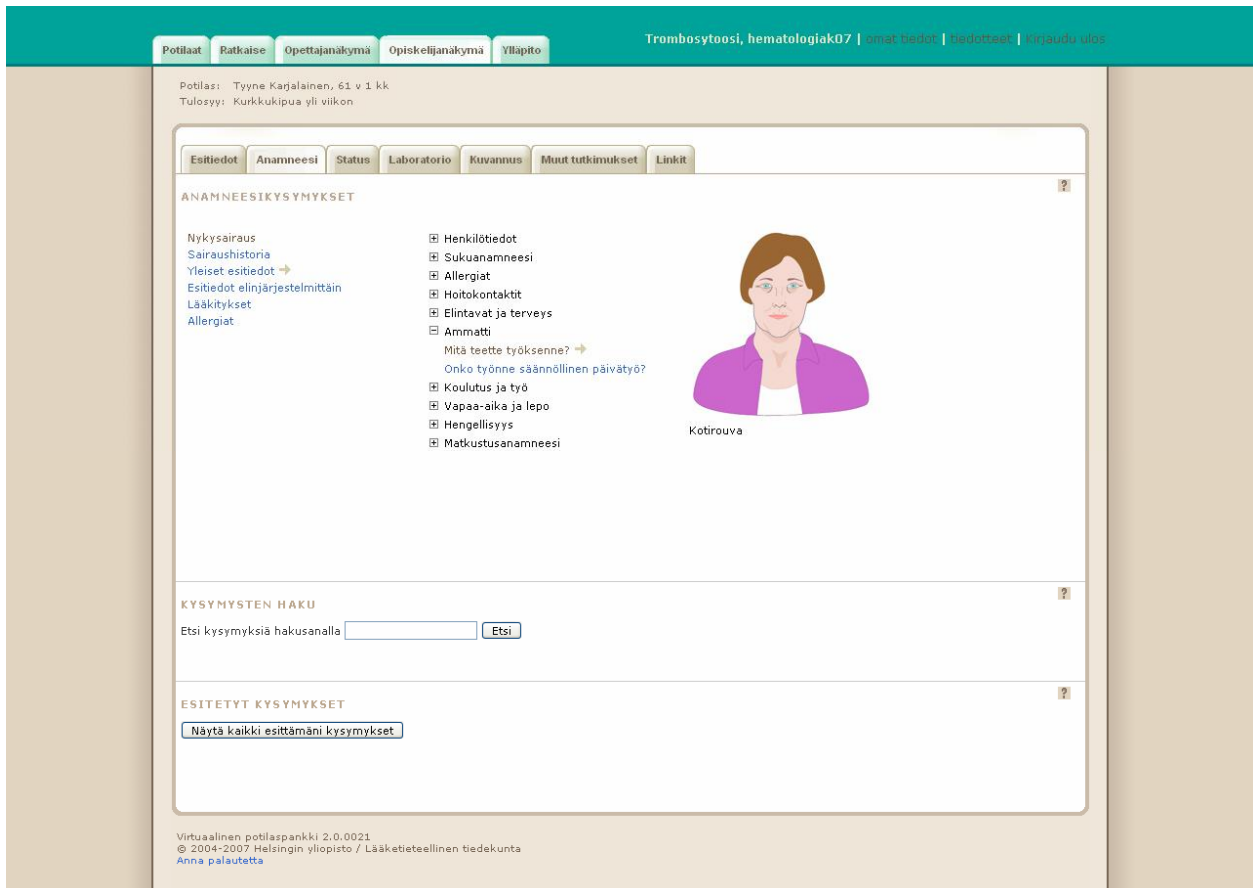 Potilaat Ratkaise Opettajanäkymä Opiskelijanäkymä Ylläpito
Trombosytoosi, hematologiak07 | omat tiedot | tiedotteet | Kirjaudu ulos
Potilas: Tyyne Karjalainen, 61 v 1 kk
Tulosyy: Kurkkukipua yli viikon
Esitiedot Anamneesi Status Laboratorio Kuvannus Muut tutkimukset Linkit
ANAMNEESIKYSYMYKSET
?
Nykysairaus
Sairaushistoria
Yleiset esitiedot
Esitiedot elinjärjestelmittäin
Lääkitykset
Allergiat
Henkilötiedot
Sukuanamneesi
Allergiat
Hoitokontaktit
Elintavat ja terveys
Ammatti
Mitä teette työksenne?
Onko työnne säännöllinen päivätyö?
Koulutus ja työ
Vapaa-aika ja lepo
Hengellisyys
Matkustusanamneesi
Kotirouva
KYSYMYSTEN HAKU
?
Etsi kysymyksiä hakusanalla Etsi
ESITETYT KYSYMYKSET
?
Näytä kaikki esittämäni kysymykset
Virtuaalinen potilaspankki 2.0.0021
© 2004-2007 Helsingin yliopisto / Lääketieteellinen tiedekunta
Anna palautetta